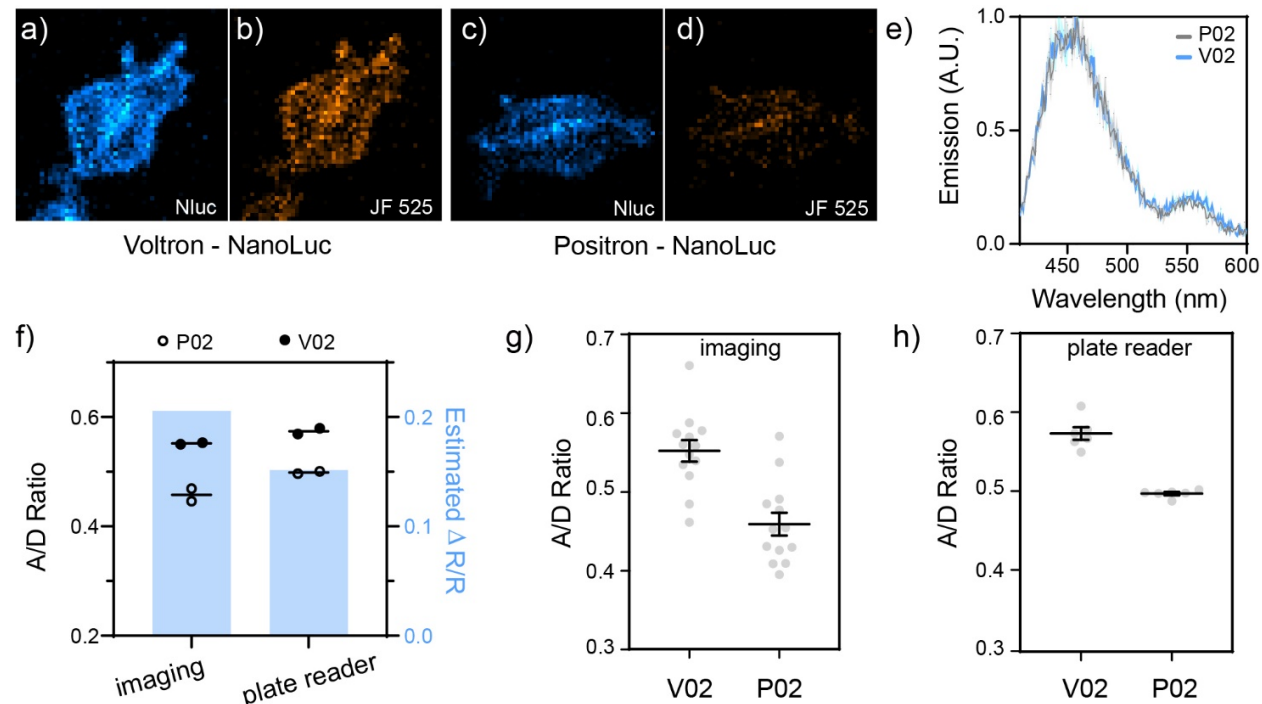 a)
Nluc
b)
JF 525
c)
Nluc
d)
JF 525
Voltron - NanoLuc
Positron - NanoLuc
e)
1.0
0.5
0.0
Emission (A.U.)
P02
V02
450
500
550
600
Wavelength (nm)
f)
P02
V02
0.6
0.4
0.2
A/D Ratio
0.2
0.1
0.0
Estimated Δ R/R
imaging
plate reader
g)
imaging
0.7
0.6
0.5
0.4
0.3
A/D Ratio
V02
P02
h)
plate reader
0.7
0.6
0.5
0.4
0.3
A/D Ratio
V02
P02